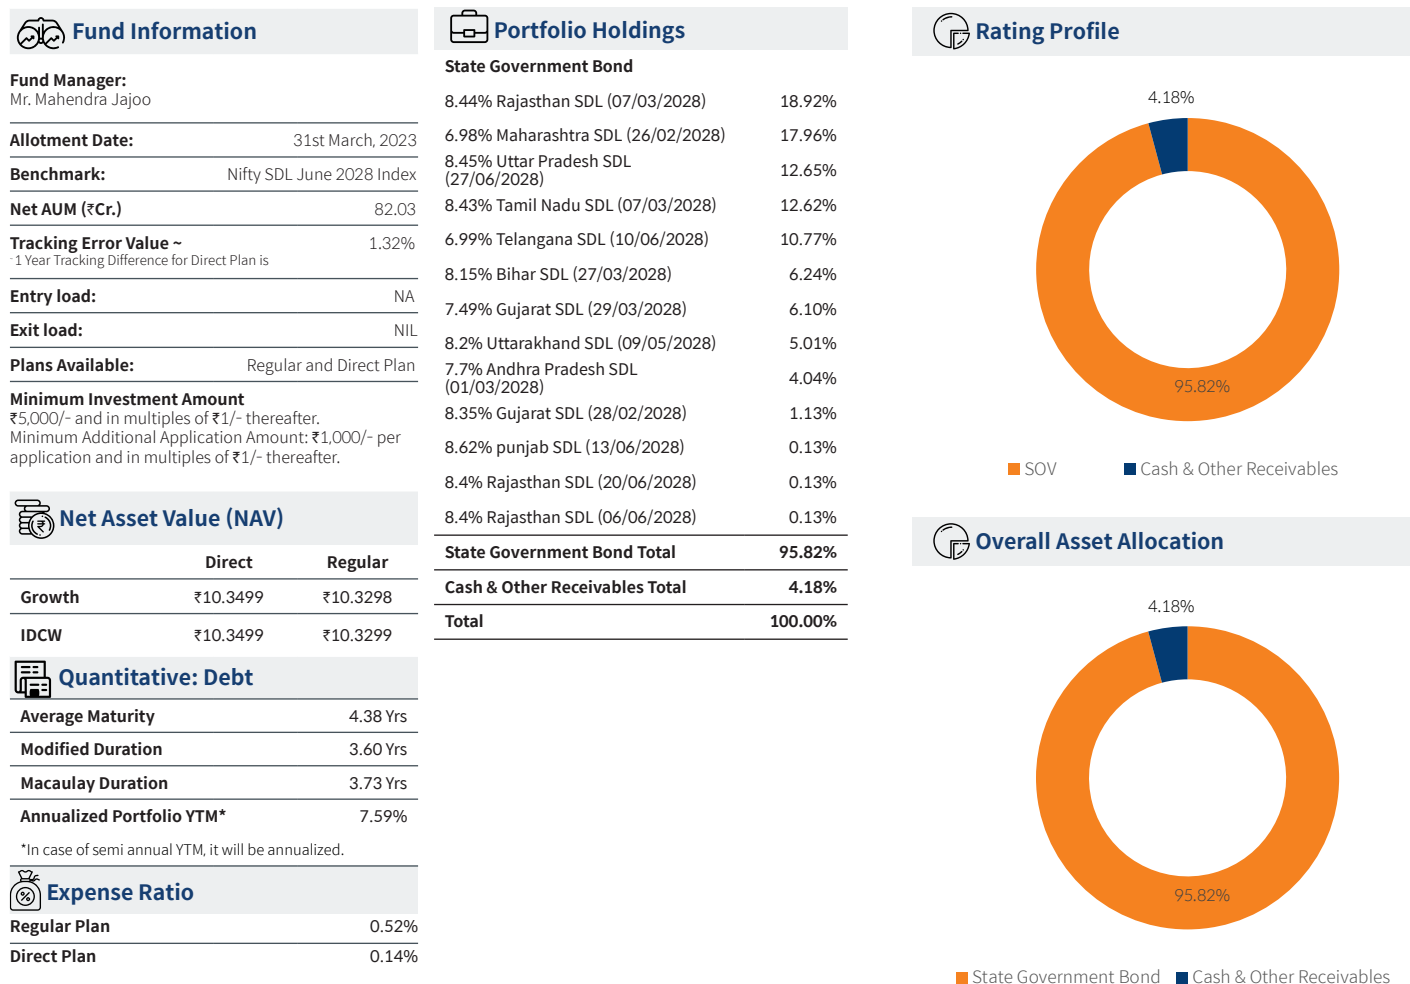 Fund Information
Fund Manager:
Mr. Mahendra Jajoo
Allotment Date: 31st March, 2023
Benchmark: Nifty SDL June 2028 Index
Net AUM (₹Cr.) 82.03
Tracking Error Value ~ 1.32%
~1 Year Tracking Difference for Direct Plan is
Entry load: NA
Exit load: NIL
Plans Available: Regular and Direct Plan
Minimum Investment Amount
₹5,000/- and in multiples of ₹1/- thereafter.
Minimum Additional Application Amount: ₹1,000/- per
application and in multiples of ₹1/- thereafter.
Net Asset Value (NAV)
Direct Regular
Growth ₹10.3499 ₹10.3298
IDCW ₹10.3499 ₹10.3299
Quantitative: Debt
Average Maturity 4.38 Yrs
Modified Duration 3.60 Yrs
Macaulay Duration 3.73 Yrs
Annualized Portfolio YTM* 7.59%
*In case of semi annual YTM, it will be annualized.
Expense Ratio
Regular Plan 0.52%
Direct Plan 0.14%
Portfolio Holdings
State Government Bond
8.44% Rajasthan SDL (07/03/2028) 18.92%
6.98% Maharashtra SDL (26/02/2028) 17.96%
8.45% Uttar Pradesh SDL
(27/06/2028) 12.65%
8.43% Tamil Nadu SDL (07/03/2028) 12.62%
6.99% Telangana SDL (10/06/2028) 10.77%
8.15% Bihar SDL (27/03/2028) 6.24%
7.49% Gujarat SDL (29/03/2028) 6.10%
8.2% Uttarakhand SDL (09/05/2028) 5.01%
7.7% Andhra Pradesh SDL
(01/03/2028) 4.04%
8.35% Gujarat SDL (28/02/2028) 1.13%
8.62% punjab SDL (13/06/2028) 0.13%
8.4% Rajasthan SDL (20/06/2028) 0.13%
8.4% Rajasthan SDL (06/06/2028) 0.13%
State Government Bond Total 95.82%
Cash & Other Receivables Total 4.18%
Total 100.00%
Rating Profile
4.18%
95.82%
SOV Cash & Other Receivables
Overall Asset Allocation
4.18%
95.82%
State Government Bond Cash & Other Receivables